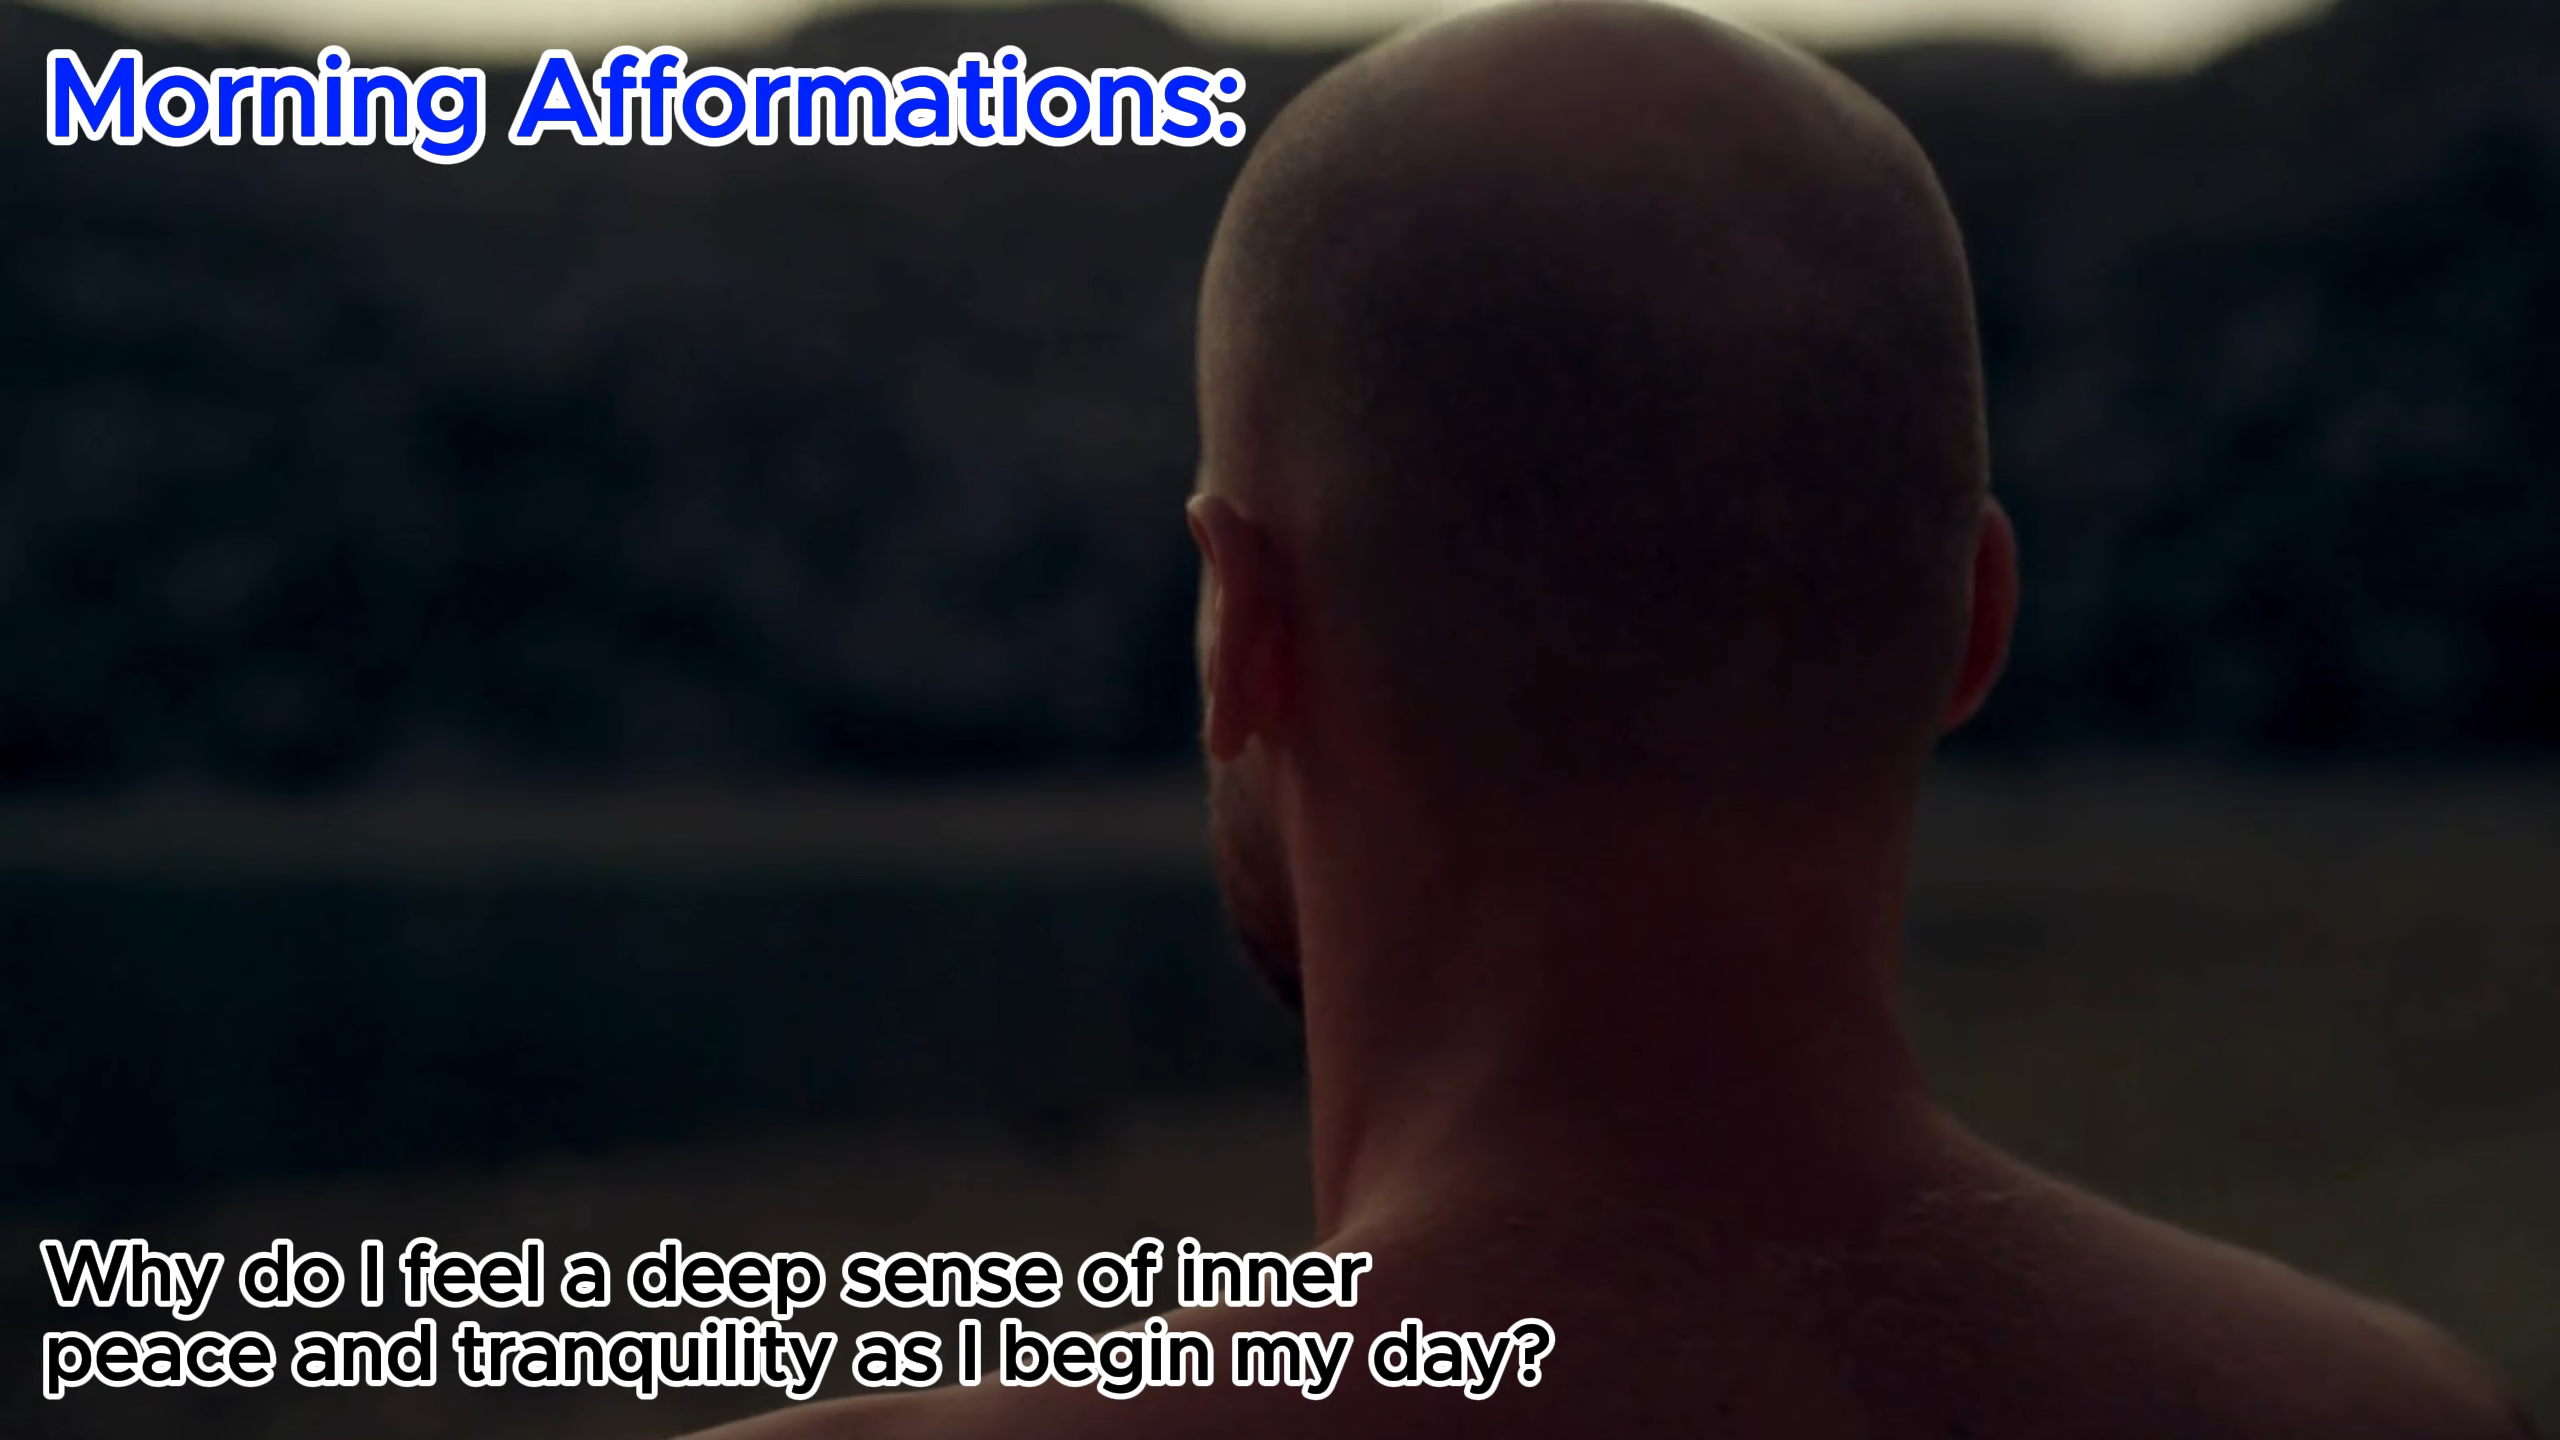 Morning Afformations:
Why do I feel a deep sense of inner
peace and tranquility as I begin my day?